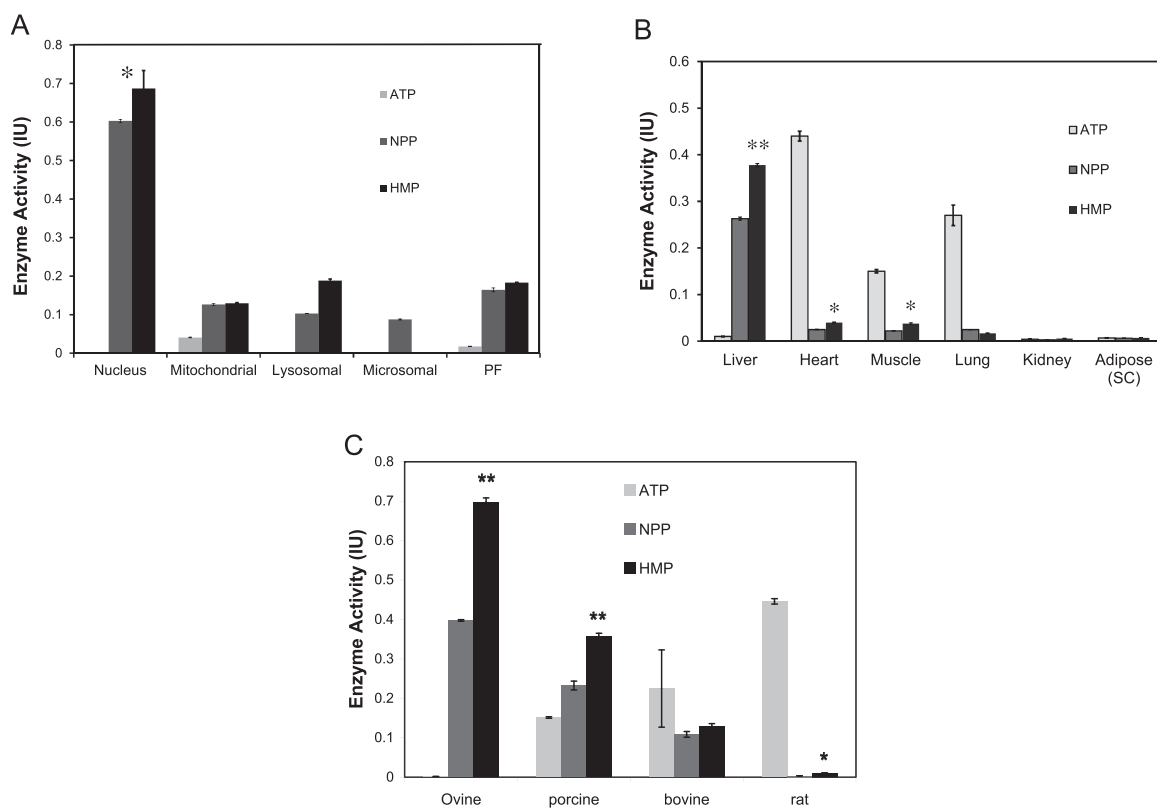 A
0.8
0.7
0.6
0.5
0.4
0.3
0.2
0.1
0
Enzyme Activity (IU)
*
ATP
NPP
HMP
Nucleus Mitochondrial Lysosomal Microsomal PF
B
0.6
0.5
0.4
0.3
0.2
0.1
0
Enzyme Activity (IU)
**
*
*
ATP
NPP
HMP
Liver Heart Muscle Lung Kidney Adipose
(SC)
C
0.8
0.7
0.6
0.5
0.4
0.3
0.2
0.1
0
Enzyme Activity (IU)
**
**
*
ATP
NPP
HMP
Ovine porcine bovine rat